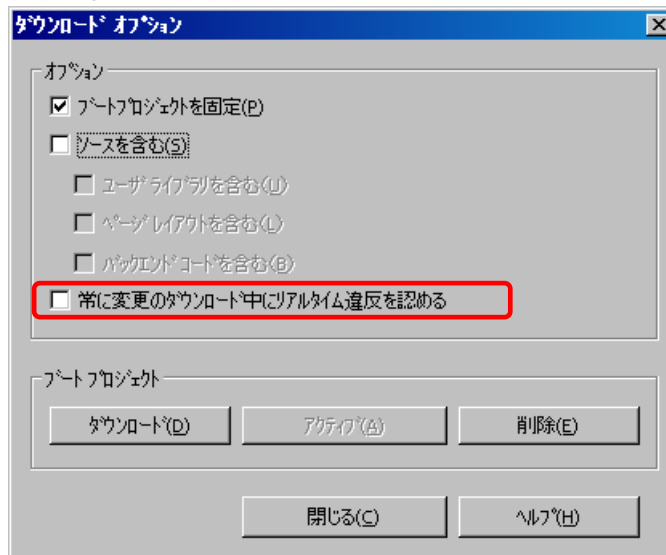 ﾀﾞｳﾝﾛｰﾄﾞ ｵﾌﾟｼｮﾝ
ｵﾌﾟｼｮﾝ
ﾌﾞｰﾄﾌﾟﾛｼﾞｪｸﾄを固定(P)
ｿｰｽを含む(S)
ﾕｰｻﾞ ﾗｲﾌﾞﾗﾘを含む(U)
ﾍﾟｰｼﾞ ﾚｲｱｳﾄを含む(L)
ﾊﾞｯｸｴﾝﾄﾞ ｺｰﾄﾞを含む(B)
常に変更のﾀﾞｳﾝﾛｰﾄﾞ中にﾘｱﾙﾀｲﾑ違反を認める
ﾌﾞｰﾄ ﾌﾟﾛｼﾞｪｸﾄ
ﾀﾞｳﾝﾛｰﾄﾞ(D) ｱｸﾃｨﾌﾞ(A) 削除(E)
閉じる(C) ﾍﾙﾌﾟ(H)